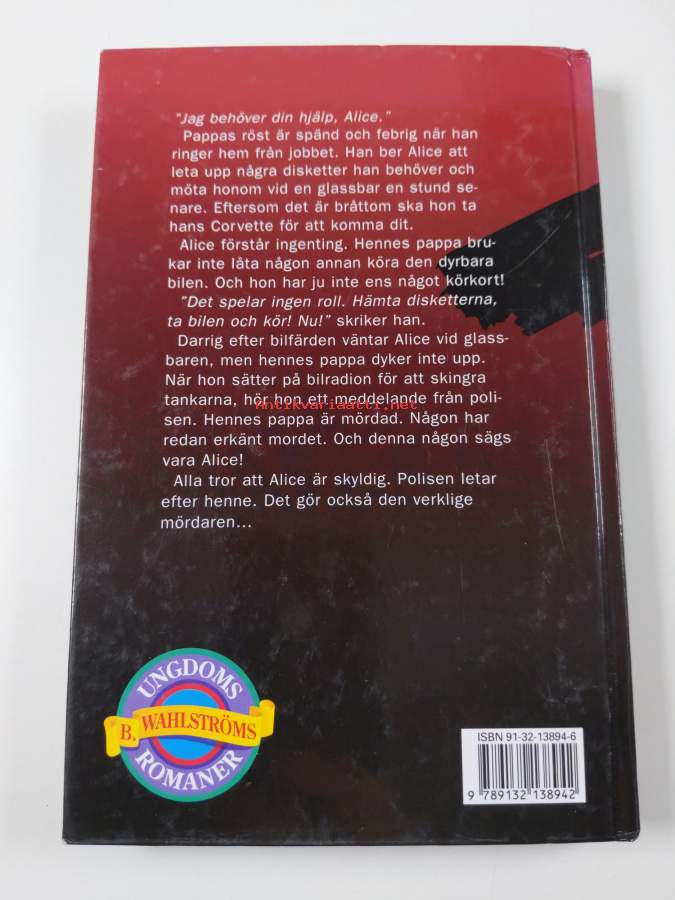 "Jag behöver din hjälp, Alice."
Pappas röst är spänd och febrig när han
ringer hem från jobbet. Han ber Alice att
leta upp några disketter han behöver och
möta honom vid en glassbar en stund se-
nare. Eftersom det är bråttom ska hon ta
hans Corvette för att komma dit.
Alice förstår ingenting. Hennes pappa bru-
kar inte låta någon annan köra den dyrbara
bilen. Och hon har ju inte ens något körkort!
"Det spelar ingen roll. Hämta disketterna,
ta bilen och kör! Nu!" skriker han.
Darrig efter bilfärden väntar Alice vid glass-
baren, men hennes pappa dyker inte upp.
När hon sätter på bilradion för att skingra
tankarna, hör hon ett meddelande från poli-
sen. Hennes pappa är mördad. Någon har
redan erkänt mordet. Och denna någon sägs
vara Alice!
Alla tror att Alice är skyldig. Polisen letar
efter henne. Det gör också den verklige
mördaren...
Antikvariaatti.net
UNGDOMS
B. WAHLSTRÖMS
ROMANER
ISBN 91-32-13894-6
9 789132 138942